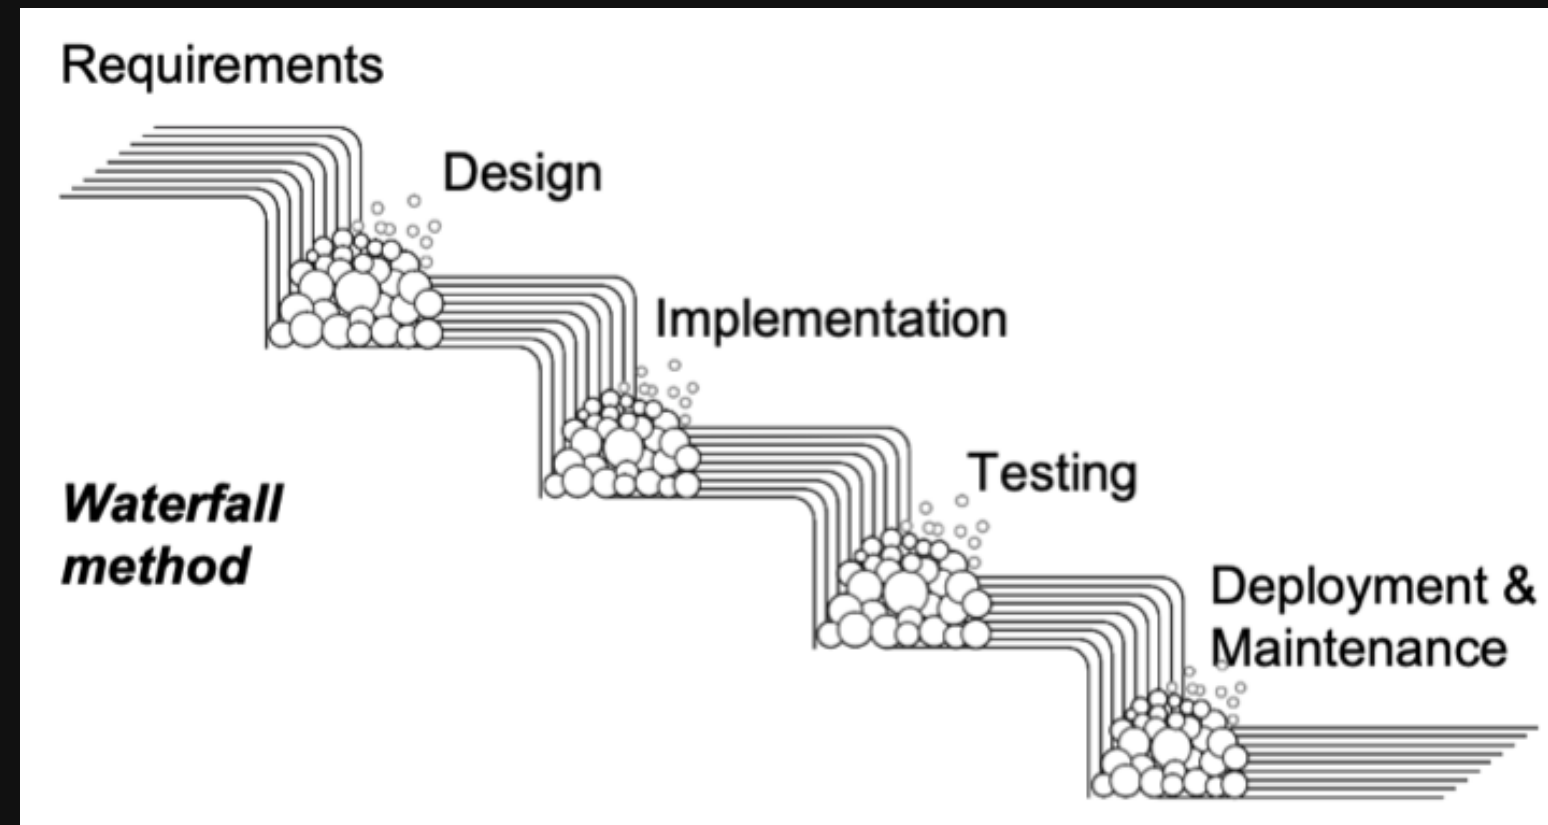 Requirements
Design
Implementation
Testing
Waterfall
method
Deployment &
Maintenance